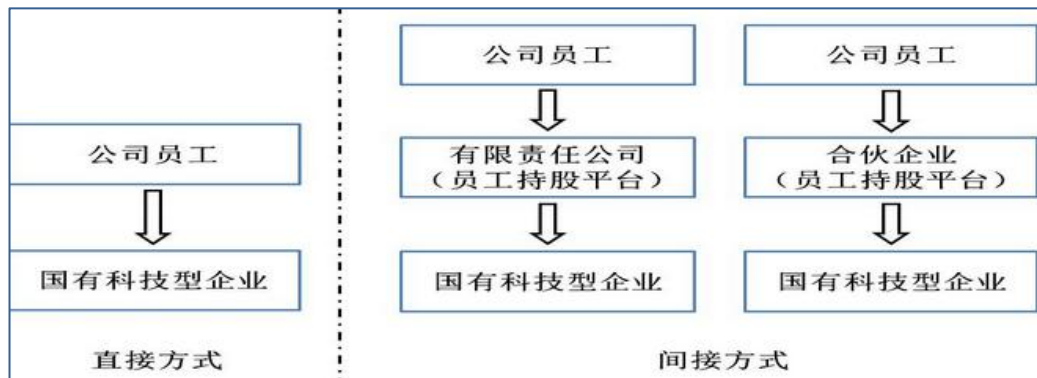 公司员工
国有科技型企业
直接方式
公司员工
有限责任公司
（员工持股平台）
国有科技型企业
公司员工
合伙企业
（员工持股平台）
国有科技型企业
间接方式